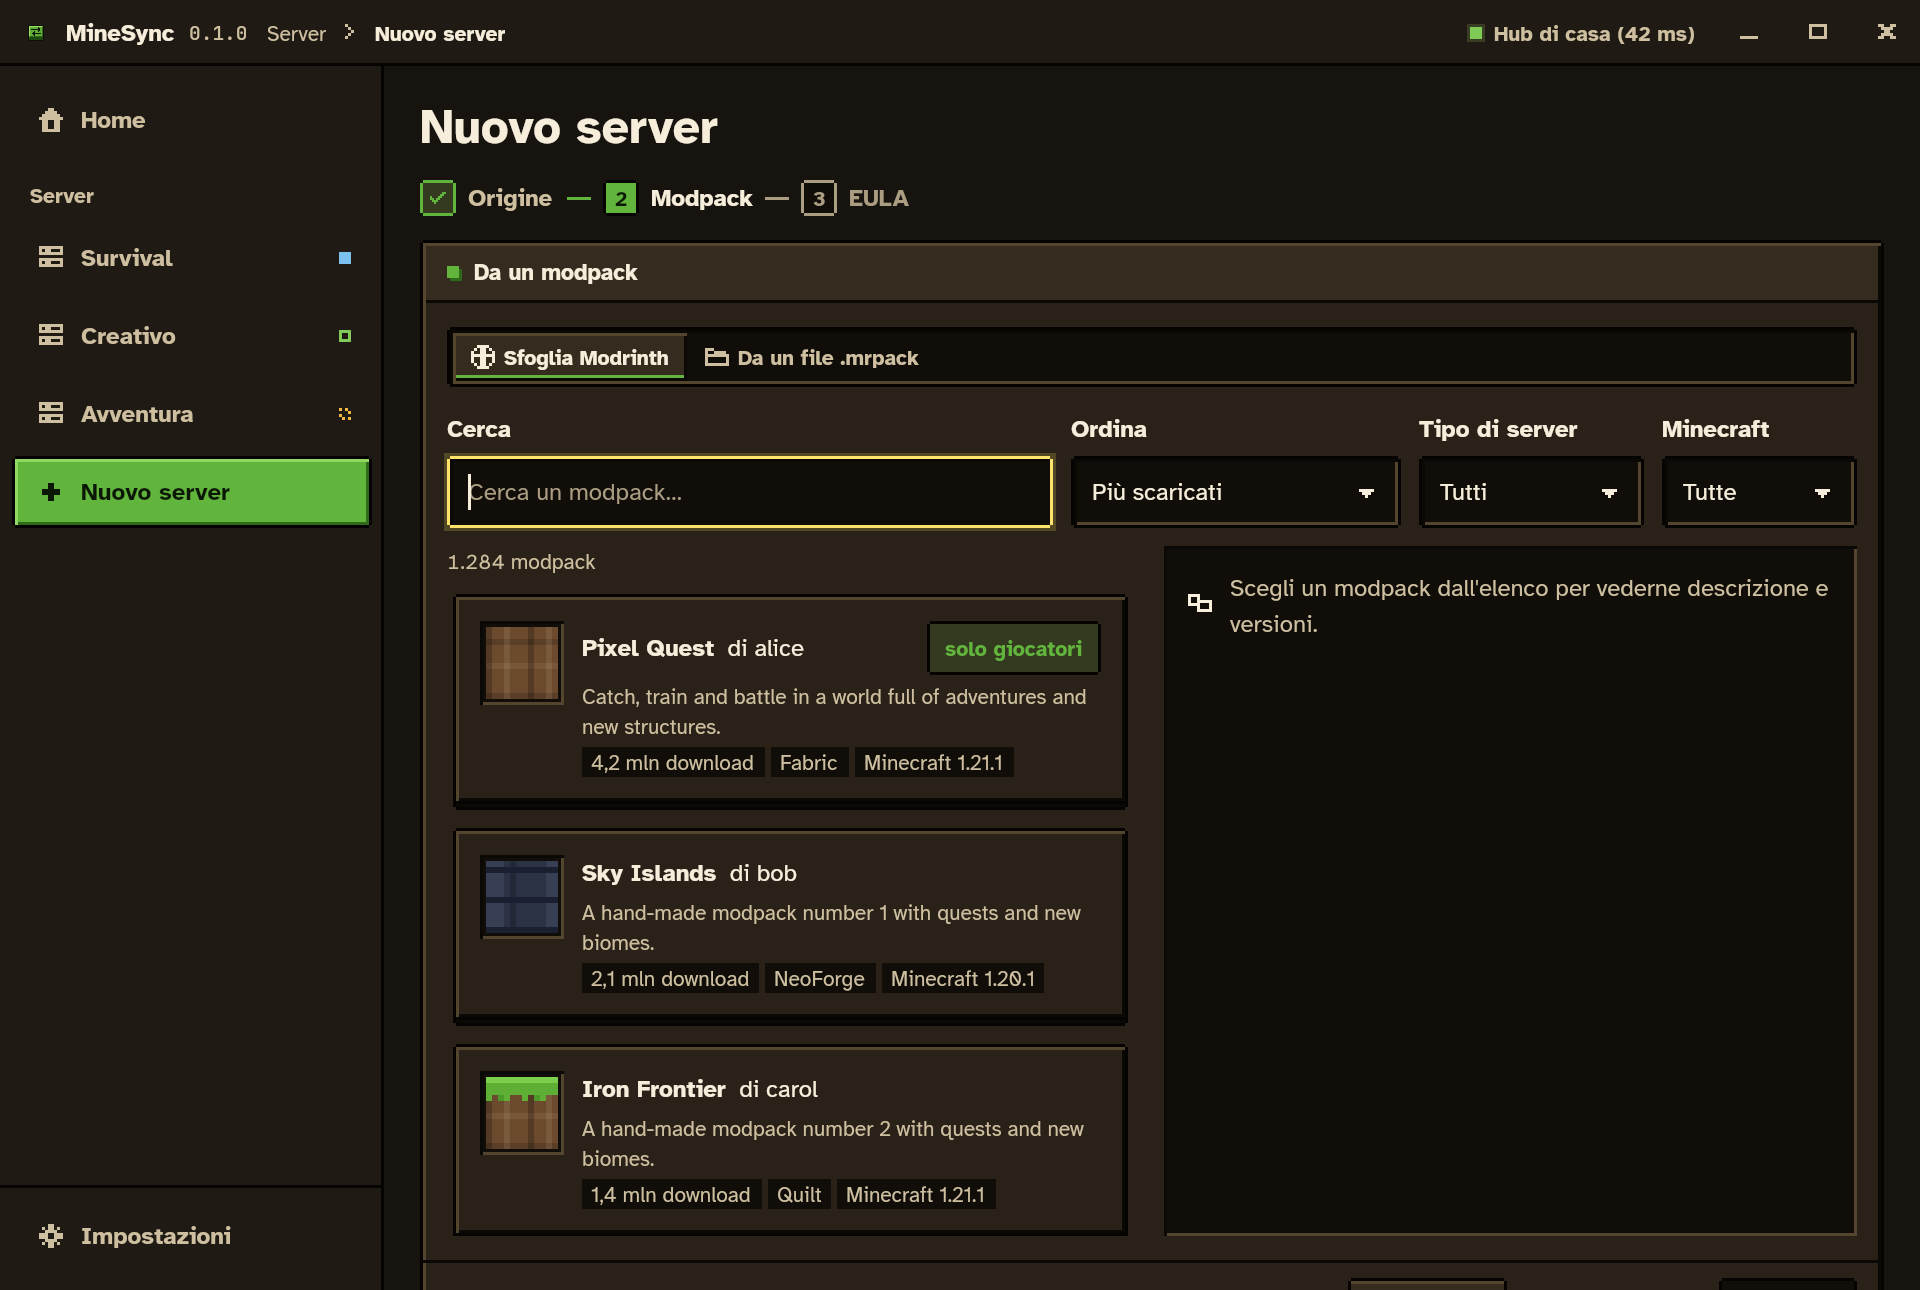 MineSync 0.1.0 Server Nuovo server
Hub di casa (42 ms)
Home
Server
Survival
Creativo
Avventura
Nuovo server
Impostazioni
Nuovo server
Origine
2 Modpack
3 EULA
Da un modpack
Sfoglia Modrinth
Da un file .mrpack
Cerca
Cerca un modpack...
Ordina
Più scaricati
Tipo di server
Tutti
Minecraft
Tutte
1.284 modpack
Pixel Quest di alice
solo giocatori
Catch, train and battle in a world full of adventures and
new structures.
4,2 mln download Fabric Minecraft 1.21.1
Sky Islands di bob
A hand-made modpack number 1 with quests and new
biomes.
2,1 mln download NeoForge Minecraft 1.20.1
Iron Frontier di carol
A hand-made modpack number 2 with quests and new
biomes.
1,4 mln download Quilt Minecraft 1.21.1
Scegli un modpack dall'elenco per vederne descrizione e
versioni.